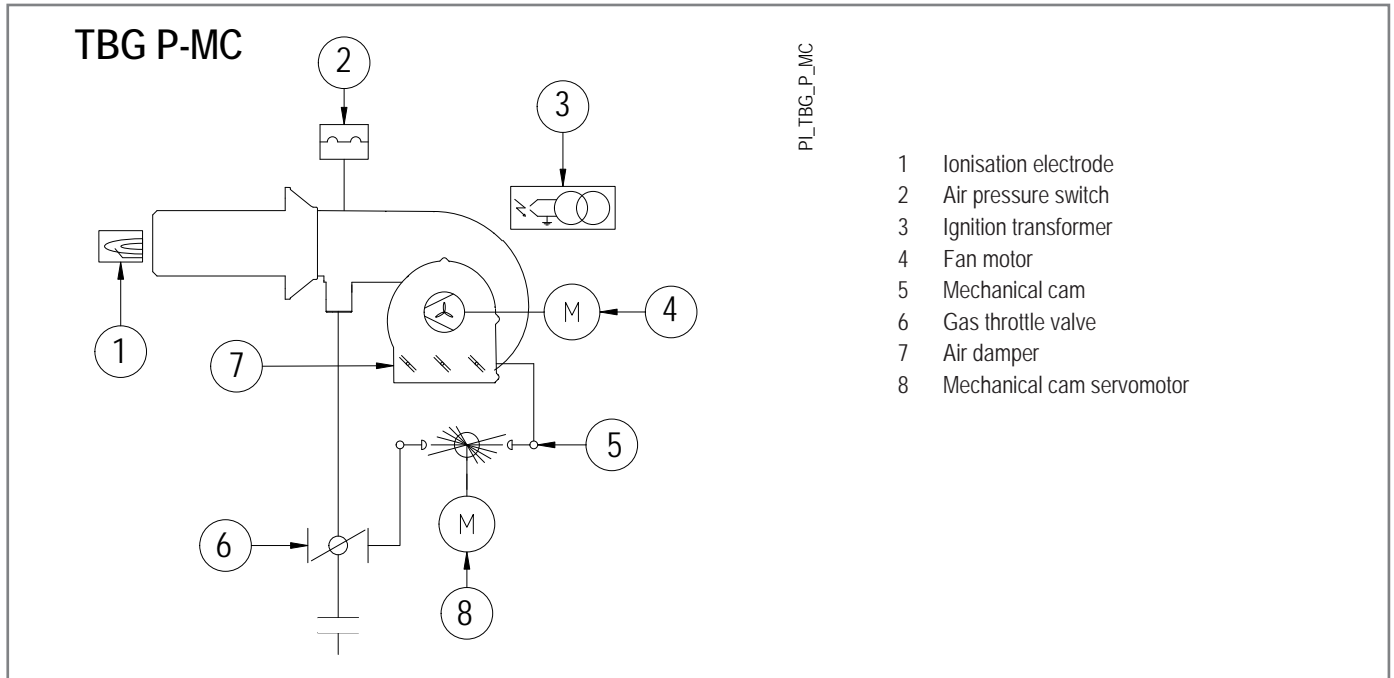 TBG P-MC
2
3
1
7
M
4
5
6
M
8
PI_TBG_P_MC
1 Ionisation electrode
2 Air pressure switch
3 Ignition transformer
4 Fan motor
5 Mechanical cam
6 Gas throttle valve
7 Air damper
8 Mechanical cam servomotor